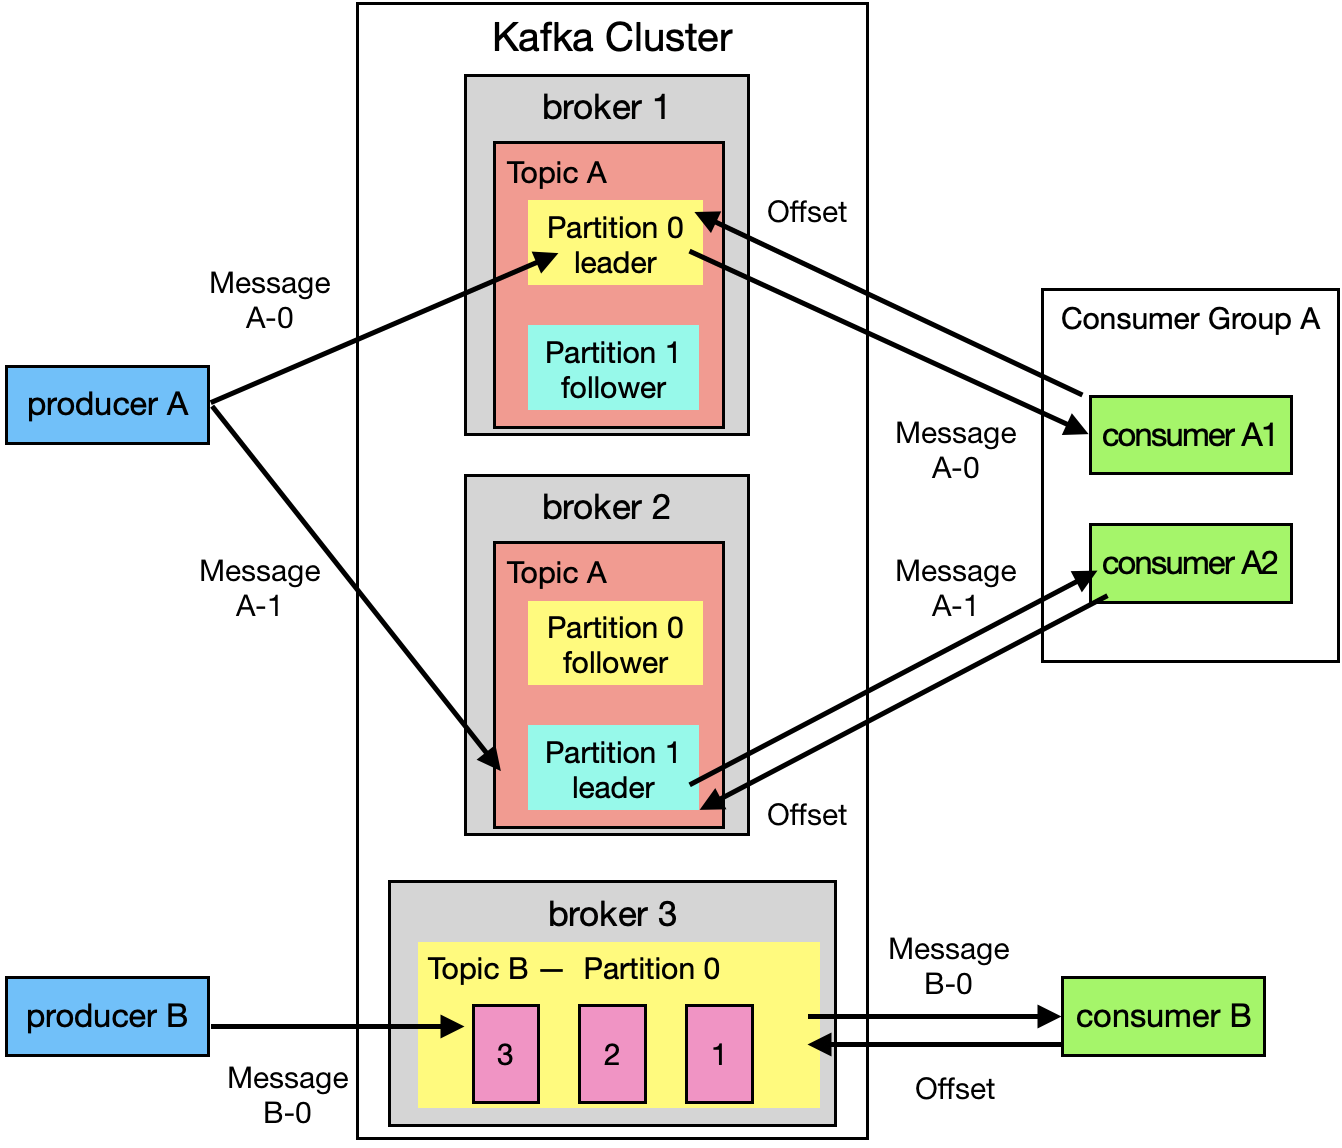 Kafka Cluster
broker 1
Topic A
Partition 0
leader
Partition 1
follower
Offset
Message
A-0
producer A
Message
A-1
Consumer Group A
consumer A1
Message
A-0
consumer A2
Message
A-1
broker 2
Topic A
Partition 0
follower
Partition 1
leader
Offset
broker 3
Topic B — Partition 0
3
2
1
producer B
Message
B-0
Message
B-0
consumer B
Offset